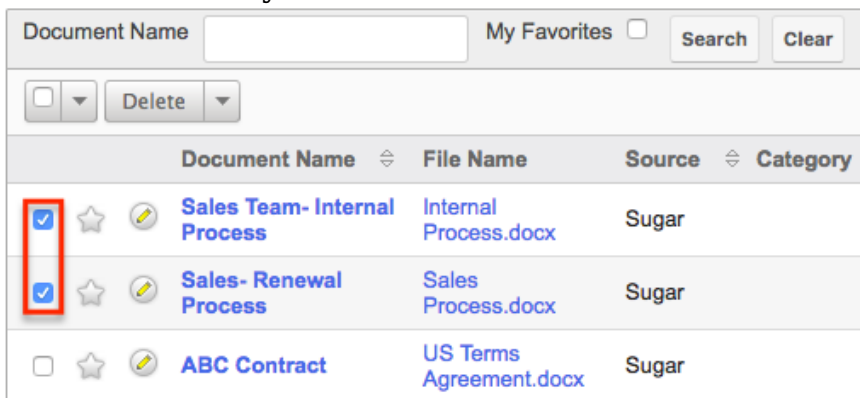 Document Name My Favorites Search Clear
Delete
Document Name File Name Source Category
Sales Team- Internal Process Internal Process.docx Sugar
Sales- Renewal Process Sales Process.docx Sugar
ABC Contract US Terms Agreement.docx Sugar